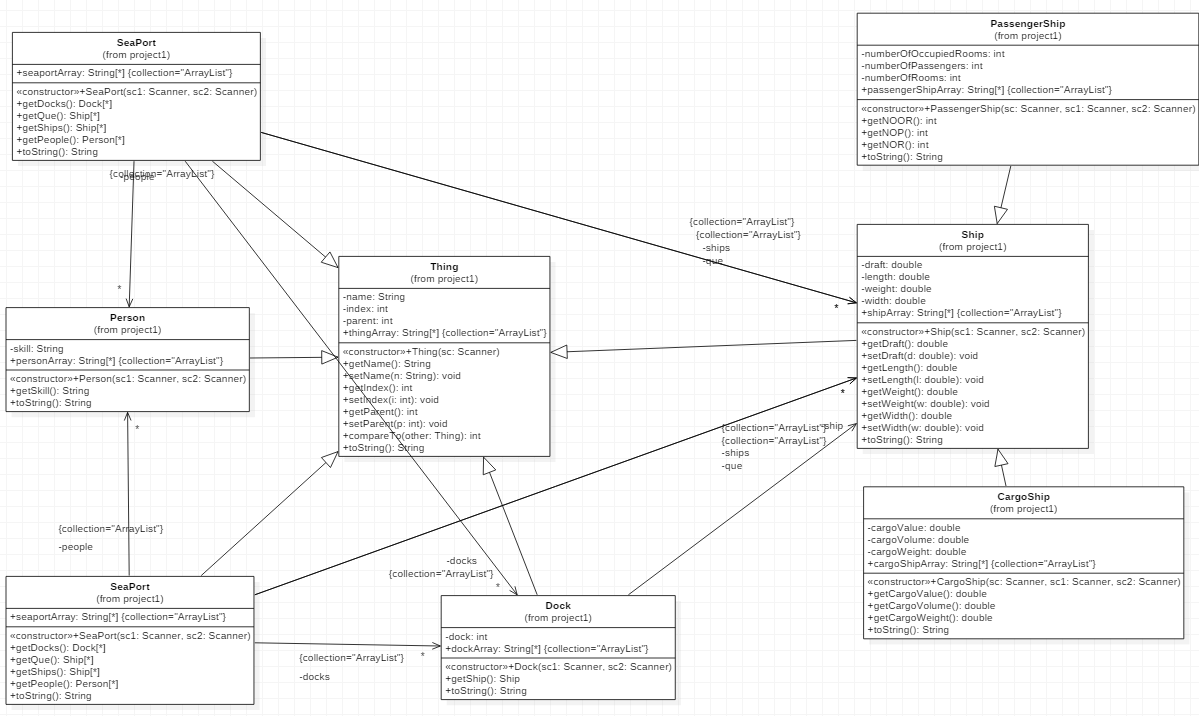 SeaPort
(from project1)
+seaportArray: String[*] {collection="ArrayList"}
«constructor»+SeaPort(sc1: Scanner, sc2: Scanner)
+getDocks(): Dock[*]
+getQue(): Ship[*]
+getShips(): Ship[*]
+getPeople(): Person[*]
+toString(): String
PassengerShip
(from project1)
-numberOfOccupiedRooms: int
-numberOfPassengers: int
-numberOfRooms: int
+passengerShipArray: String[*] {collection="ArrayList"}
«constructor»+PassengerShip(sc: Scanner, sc1: Scanner, sc2: Scanner)
+getNOOR(): int
+getNOP(): int
+getNOR(): int
+toString(): String
{collection="ArrayList"}
-people
*
{collection="ArrayList"}
{collection="ArrayList"}
-ships
-que
*
Thing
(from project1)
-name: String
-index: int
-parent: int
+thingArray: String[*] {collection="ArrayList"}
«constructor»+Thing(sc: Scanner)
+getName(): String
+setName(n: String): void
+getIndex(): int
+setIndex(i: int): void
+getParent(): int
+setParent(p: int): void
+compareTo(other: Thing): int
+toString(): String
Ship
(from project1)
-draft: double
-length: double
-weight: double
-width: double
+shipArray: String[*] {collection="ArrayList"}
«constructor»+Ship(sc1: Scanner, sc2: Scanner)
+getDraft(): double
+setDraft(d: double): void
+getLength(): double
+setLength(l: double): void
+getWeight(): double
+setWeight(w: double): void
+getWidth(): double
+setWidth(w: double): void
+toString(): String
Person
(from project1)
-skill: String
+personArray: String[*] {collection="ArrayList"}
«constructor»+Person(sc1: Scanner, sc2: Scanner)
+getSkill(): String
+toString(): String
*
*
{collection="ArrayList"}
-ship
{collection="ArrayList"}
-ships
-que
{collection="ArrayList"}
-people
CargoShip
(from project1)
-cargoValue: double
-cargoVolume: double
-cargoWeight: double
+cargoShipArray: String[*] {collection="ArrayList"}
«constructor»+CargoShip(sc: Scanner, sc1: Scanner, sc2: Scanner)
+getCargoValue(): double
+getCargoVolume(): double
+getCargoWeight(): double
+toString(): String
-docks
{collection="ArrayList"}
*
SeaPort
(from project1)
+seaportArray: String[*] {collection="ArrayList"}
«constructor»+SeaPort(sc1: Scanner, sc2: Scanner)
+getDocks(): Dock[*]
+getQue(): Ship[*]
+getShips(): Ship[*]
+getPeople(): Person[*]
+toString(): String
{collection="ArrayList"}
*
-docks
Dock
(from project1)
-dock: int
+dockArray: String[*] {collection="ArrayList"}
«constructor»+Dock(sc1: Scanner, sc2: Scanner)
+getShip(): Ship
+toString(): String